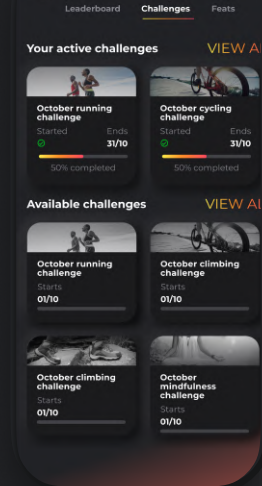 Leaderboard Challenges Feats
Your active challenges VIEW A
October running
challenge
Started Ends
31/10
50% completed
October cycling
challenge
Started Ends
31/10
50% completed
Available challenges VIEW AL
October running
challenge
Starts
01/10
October climbing
challenge
Starts
01/10
October climbing
challenge
Starts
01/10
October
mindfulness
challenge
Starts
01/10